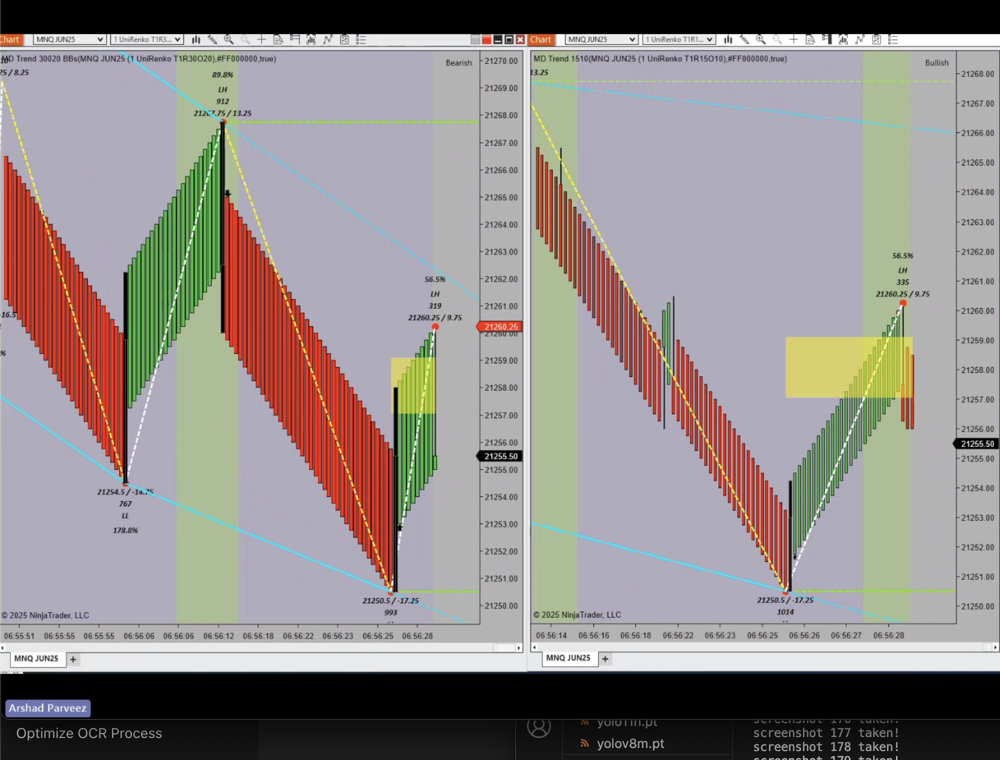 Chart MNQ JUN25 1 UniRenko T1R3...
MD Trend 30O20 BBs(MNQ JUN25 (1 UniRenko T1R30O20),#FF000000,true)
Bearish
89.8%
LH
912
21267.75 / 13.25
56.5%
LH
319
21260.25 / 9.75
21254.5 / -14.75
767
LL
178.8%
21250.5 / -17.25
993
21270.00
21269.00
21268.00
21267.00
21266.00
21265.00
21264.00
21263.00
21262.00
21261.00
21260.25
21260.00
21259.00
21258.00
21257.00
21256.00
21255.50
21255.00
21254.00
21253.00
21252.00
21251.00
21250.00
© 2025 NinjaTrader, LLC
06:55:51 06:55:55 06:55:55 06:56:06 06:56:06 06:56:12 06:56:18 06:56:22 06:56:23 06:56:25 06:56:28
MNQ JUN25 +
Chart MNQ JUN25 1 UniRenko T1R1...
MD Trend 1510(MNQ JUN25 (1 UniRenko T1R15O10),#FF000000,true)
Bullish
13.25
56.5%
LH
335
21260.25 / 9.75
21250.5 / -17.25
1014
21268.00
21267.00
21266.00
21265.00
21264.00
21263.00
21262.00
21261.00
21260.00
21259.00
21258.00
21257.00
21256.00
21255.50
21255.00
21254.00
21253.00
21252.00
21251.00
21250.00
© 2025 NinjaTrader, LLC
06:56:14 06:56:16 06:56:18 06:56:22 06:56:24 06:56:26 06:56:27 06:56:28
MNQ JUN25 +
Arshad Parveez
Optimize OCR Process
yolo11n.pt
yolov8m.pt
screenshot 176 taken!
screenshot 177 taken!
screenshot 178 taken!
screenshot 179 taken!